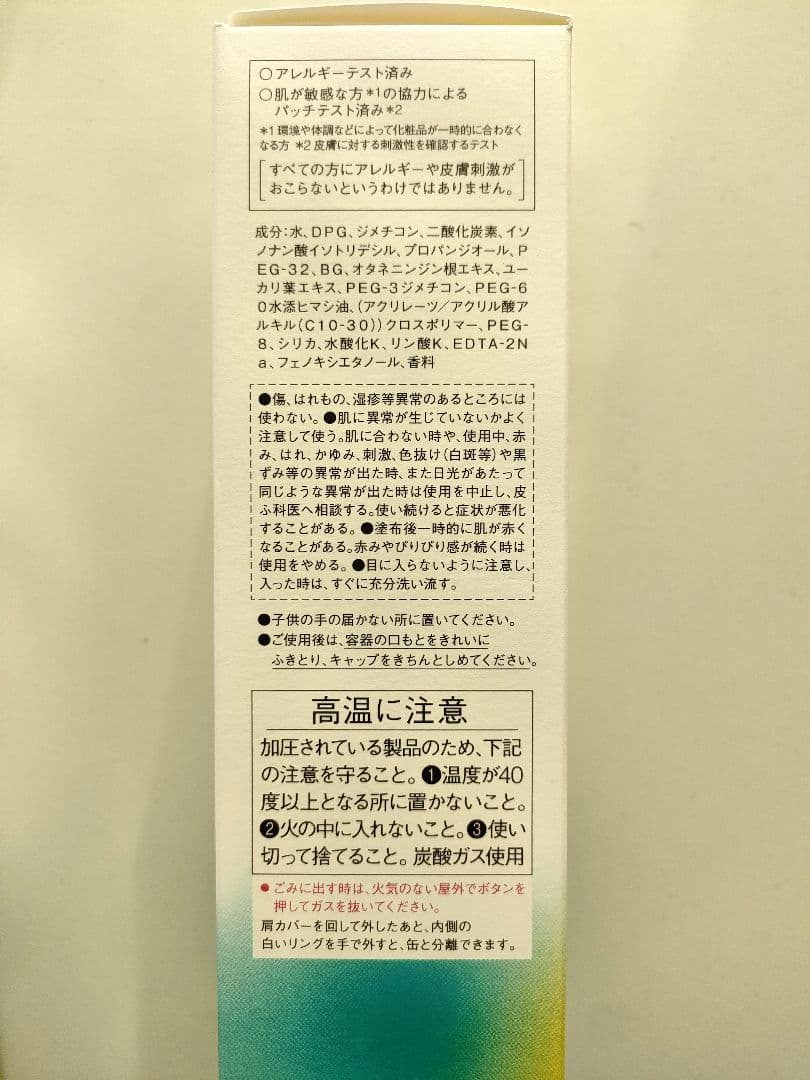 ○アレルギーテスト済み
○肌が敏感な方*1の協力による
パッチテスト済み*2
*1 環境や体調などによって化粧品が一時的に合わなく
なる方 *2 皮膚に対する刺激性を確認するテスト
[すべての方にアレルギーや皮膚刺激が
おこらないというわけではありません。]
成分:水、DPG、ジメチコン、二酸化炭素、イソ
ノナン酸イソトリデシル、プロパンジオール、P
EG-32、BG、オタネニンジン根エキス、ユー
カリ葉エキス、PEG-3ジメチコン、PEG-6
0水添ヒマシ油、(アクリレーツ/アクリル酸ア
ルキル(C10-30))クロスポリマー、PEG-
8、シリカ、水酸化K、リン酸K、EDTA-2N
a、フェノキシエタノール、香料
●傷、はれもの、湿疹等異常のあるところには
使わない。●肌に異常が生じていないかよく
注意して使う。肌に合わない時や、使用中、赤
み、はれ、かゆみ、刺激、色抜け(白斑等)や黒
ずみ等の異常が出た時、また日光があたって
同じような異常が出た時は使用を中止し、皮
ふ科医へ相談する。使い続けると症状が悪化
することがある。●塗布後一時的に肌が赤く
なることがある。赤みやぴりぴり感が続く時は
使用をやめる。●目に入らないように注意し、
入った時は、すぐに充分洗い流す。
●子供の手の届かない所に置いてください。
●ご使用後は、容器の口もとをきれいに
ふきとり、キャップをきちんとしめてください。
高温に注意
加圧されている製品のため、下記
の注意を守ること。❶温度が40
度以上となる所に置かないこと。
❷火の中に入れないこと。❸使い
切って捨てること。炭酸ガス使用
●ごみに出す時は、火気のない屋外でボタンを
押してガスを抜いてください。
肩カバーを回して外したあと、内側の
白いリングを手で外すと、缶と分離できます。